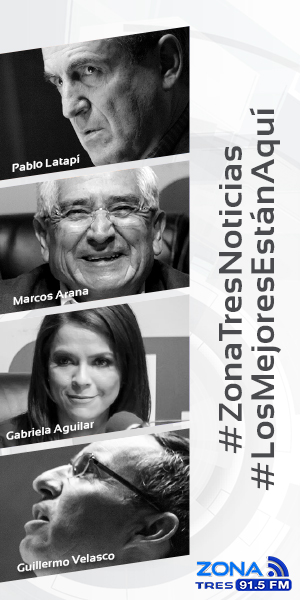 Pablo Latapí
Marcos Arana
Gabriela Aguilar
Guillermo Velasco
#ZonaTresNoticias
#LosMejoresEstánAquí
ZONA
TRES 91.5 FM